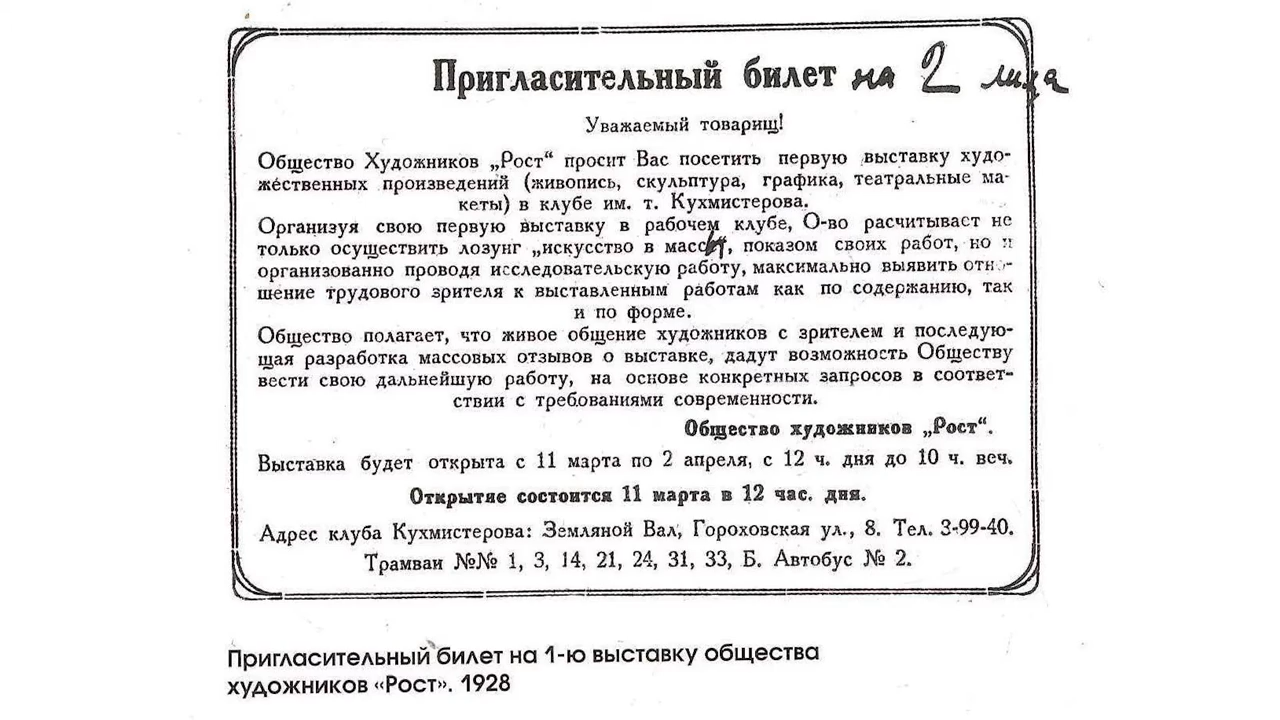 Пригласительный билет на 2 лица
Уважаемый товарищ!
Общество Художников „Рост“ просит Вас посетить первую выставку худо-
жественных произведений (живопись, скульптура, графика, театральные ма-
кеты) в клубе им. т. Кухмистерова.
Организуя свою первую выставку в рабочем клубе, О-во расчитывает не
только осуществить лозунг „искусство в массы“, показом своих работ, но и
организованно проводя исследовательскую работу, максимально выявить отно-
шение трудового зрителя к выставленным работам как по содержанию, так
и по форме.
Общество полагает, что живое общение художников с зрителем и последую-
щая разработка массовых отзывов о выставке, дадут возможность Обществу
вести свою дальнейшую работу, на основе конкретных запросов в соответ-
ствии с требованиями современности.
Общество художников „Рост“.
Выставка будет открыта с 11 марта по 2 апреля, с 12 ч. дня до 10 ч. веч.
Открытие состоится 11 марта в 12 час. дня.
Адрес клуба Кухмистерова: Земляной Вал, Гороховская ул., 8. Тел. 3-99-40.
Трамваи №№ 1, 3, 14, 21, 24, 31, 33, Б. Автобус № 2.
Пригласительный билет на 1-ю выставку общества
художников «Рост». 1928